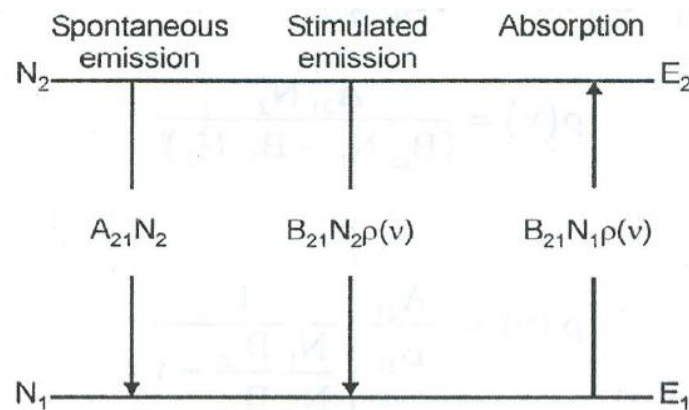 Spontaneous emission Stimulated emission Absorption
N₂ E₂
A₂₁N₂ B₂₁N₂ρ(ν) B₂₁N₁ρ(ν)
N₁ E₁